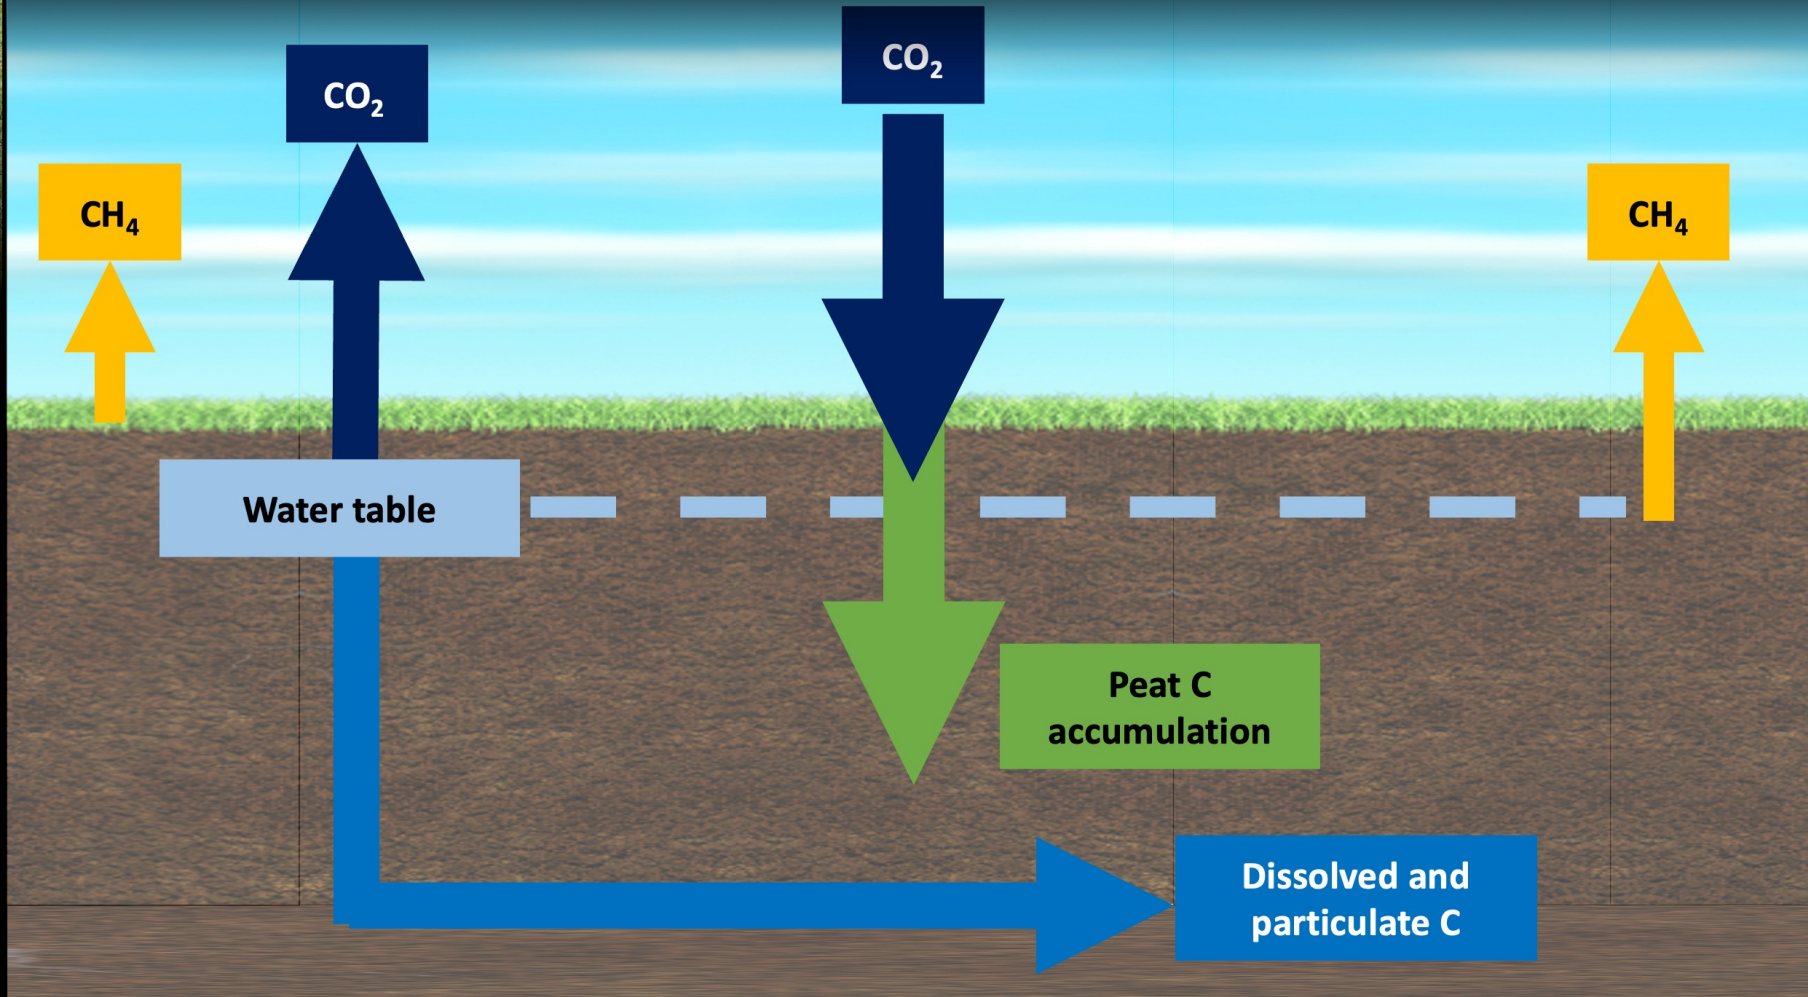 CO₂
CO₂
CH₄
CH₄
Water table
Peat C
accumulation
Dissolved and
particulate C